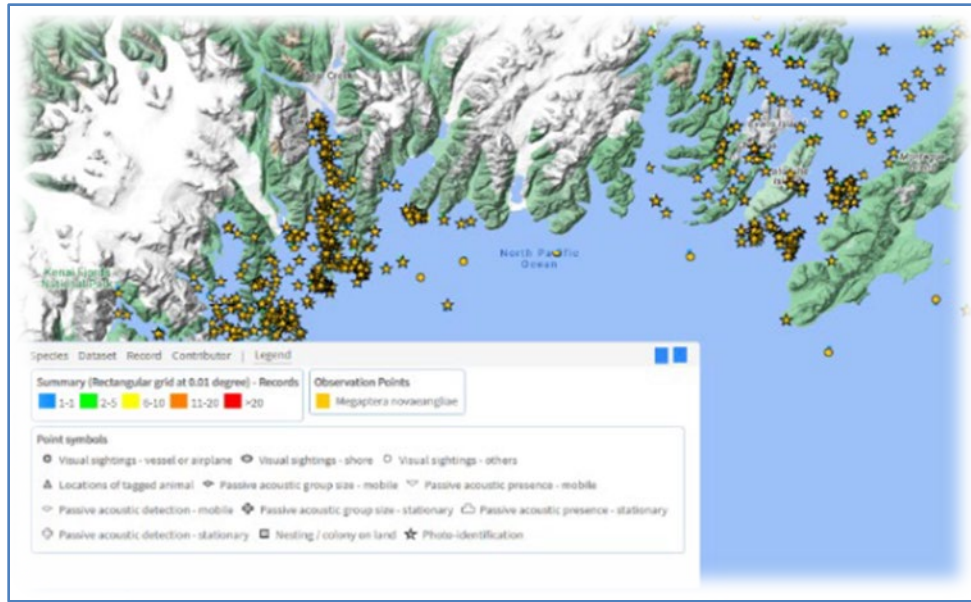 Bear Creek
North Pacific
Ocean
Kenai Fjords
National Park
Montague
Species Dataset Record Contributor | Legend
Summary (Rectangular grid at 0.01 degree) - Records
1-1 2-5 6-10 11-20 >20
Observation Points
Megaptera novaeangliae
Point symbols
Visual sightings - vessel or airplane Visual sightings - shore Visual sightings - others
Locations of tagged animal Passive acoustic group size - mobile Passive acoustic presence - mobile
Passive acoustic detection - mobile Passive acoustic group size - stationary Passive acoustic presence - stationary
Passive acoustic detection - stationary Nesting / colony on land Photo-identification